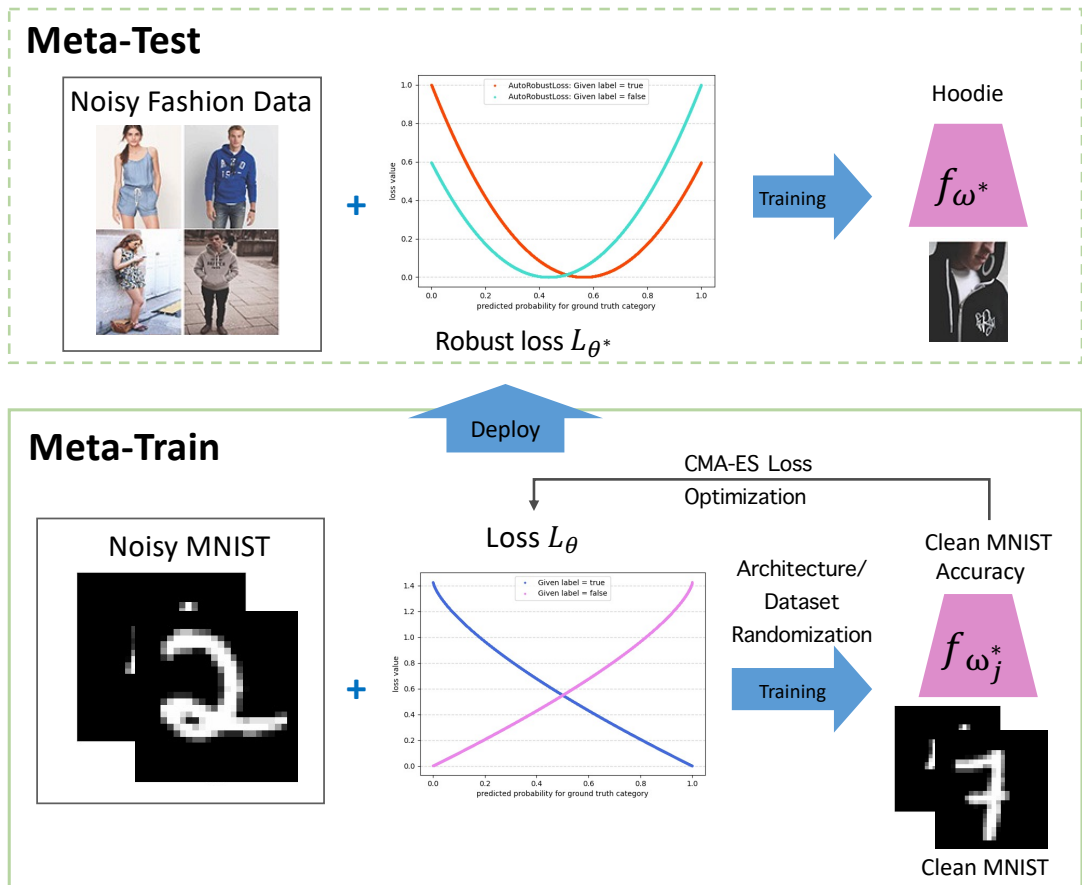 Meta-Test
Noisy Fashion Data
+
AutoRobustLoss: Given label = true
AutoRobustLoss: Given label = false
1.0
0.8
0.6
0.4
0.2
0.0
loss value
0.0 0.2 0.4 0.6 0.8 1.0
predicted probability for ground truth category
Robust loss L_θ*
Training
Hoodie
f_ω*
Deploy
Meta-Train
CMA-ES Loss
Optimization
Noisy MNIST
+
Loss L_θ
Given label = true
Given label = false
1.4
1.2
1.0
0.8
0.6
0.4
0.2
0.0
loss value
0.0 0.2 0.4 0.6 0.8 1.0
predicted probability for ground truth category
Architecture/
Dataset
Randomization
Training
Clean MNIST
Accuracy
f_ω_j^*
Clean MNIST